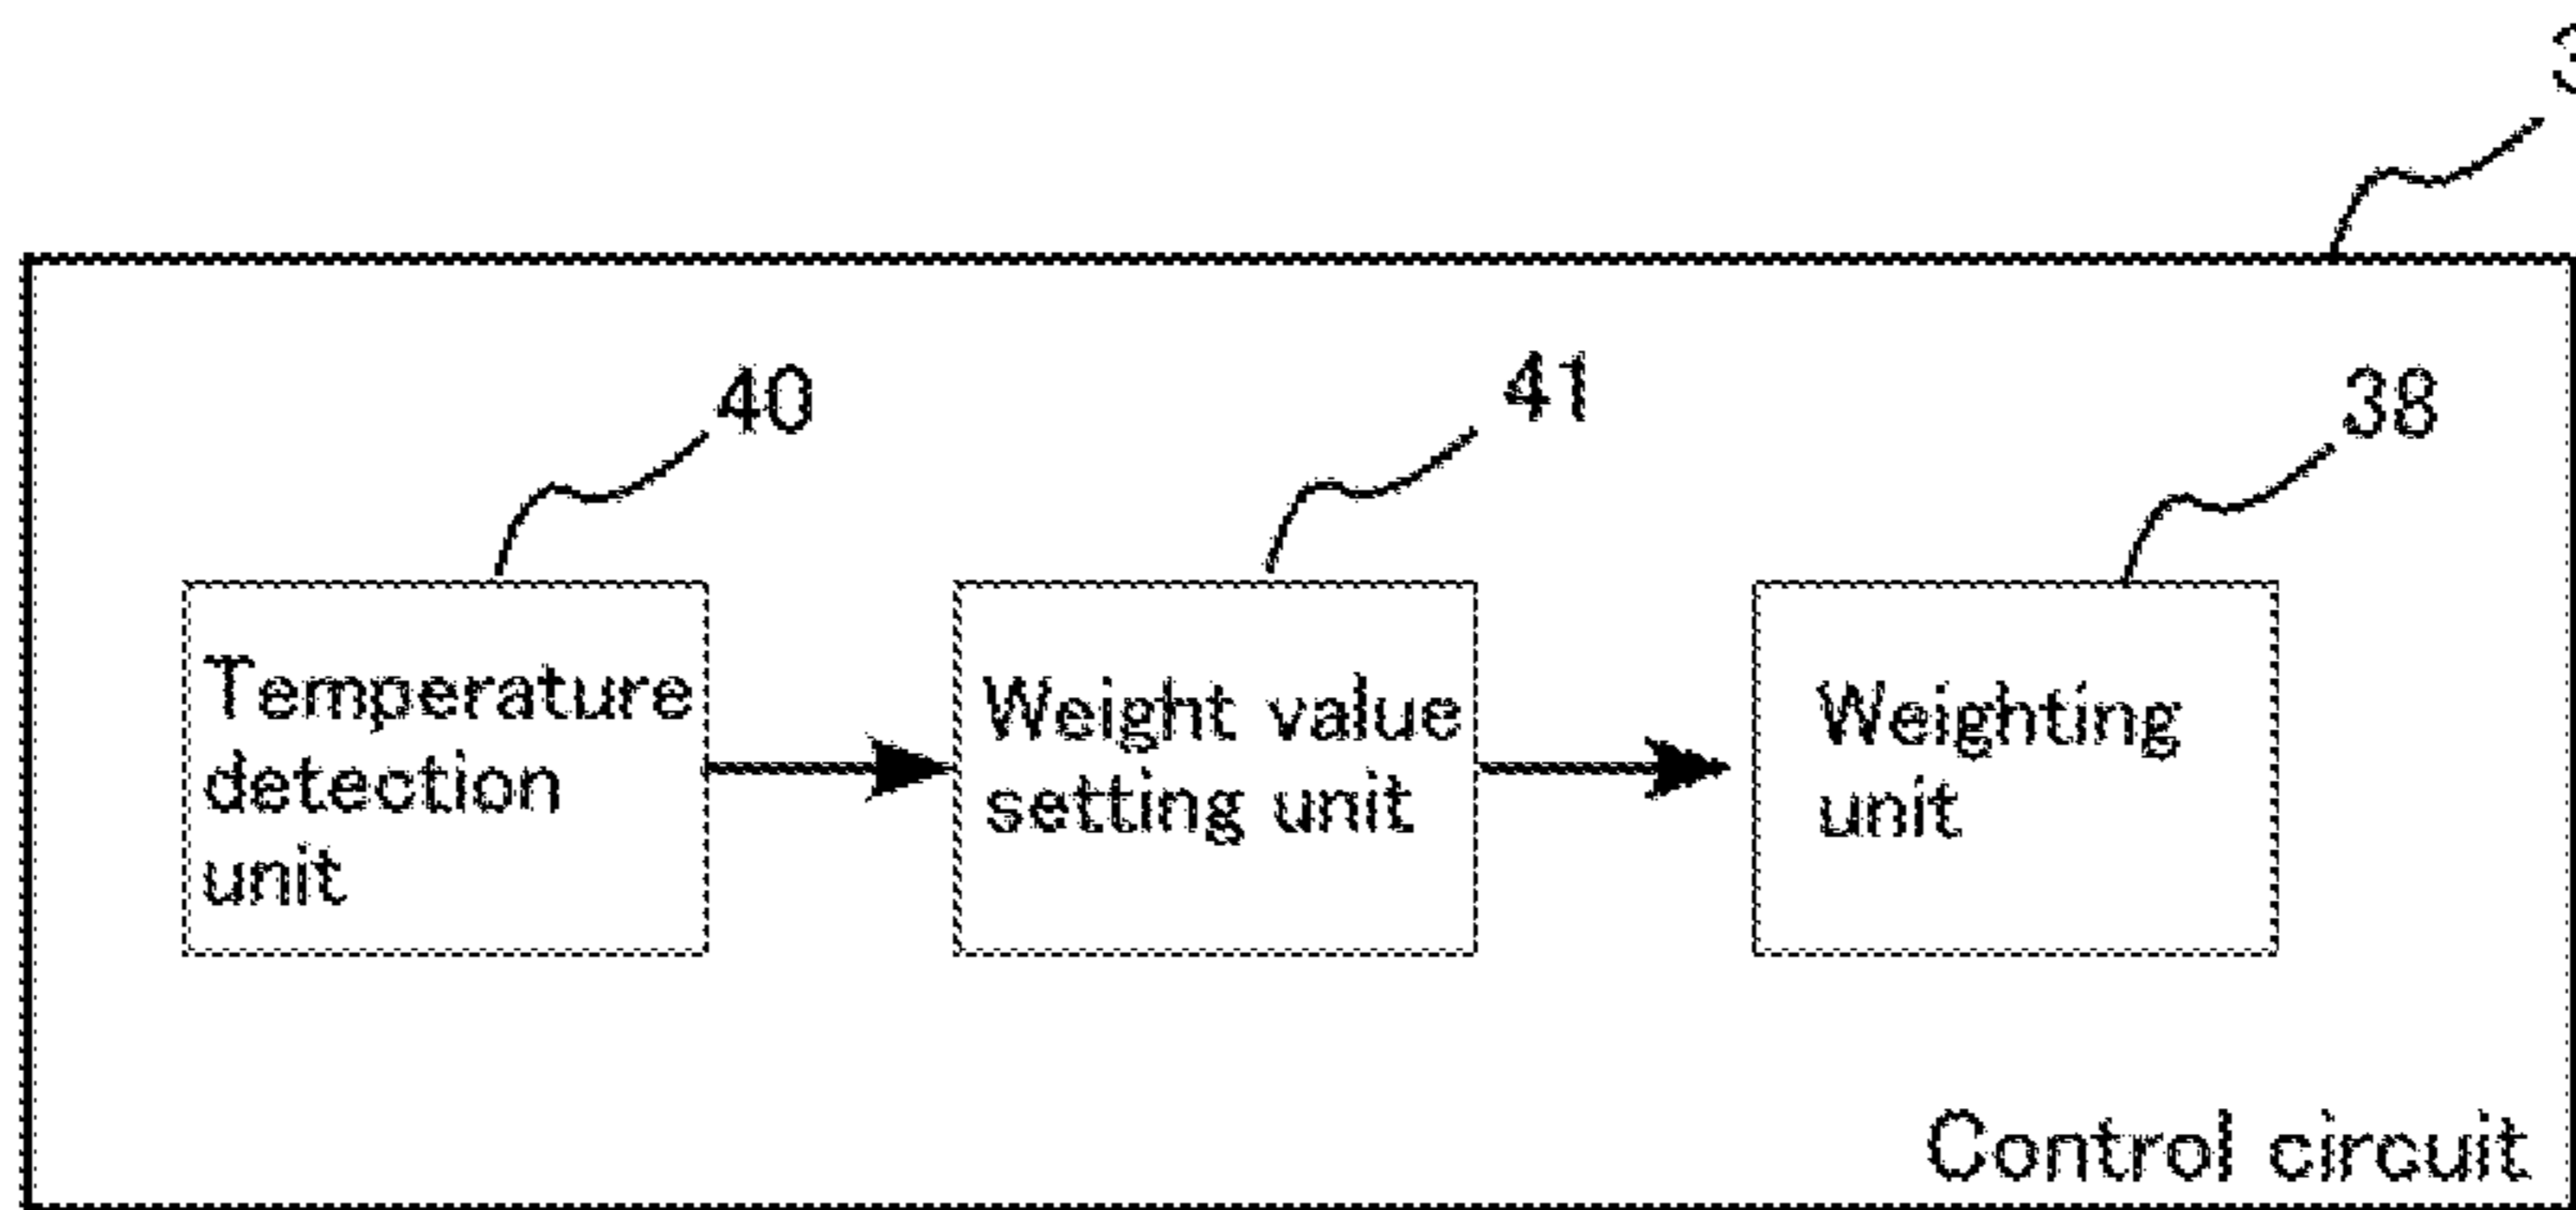 40
41
38
Temperature
detection
unit
Weight value
setting unit
Weighting
unit
Control circuit